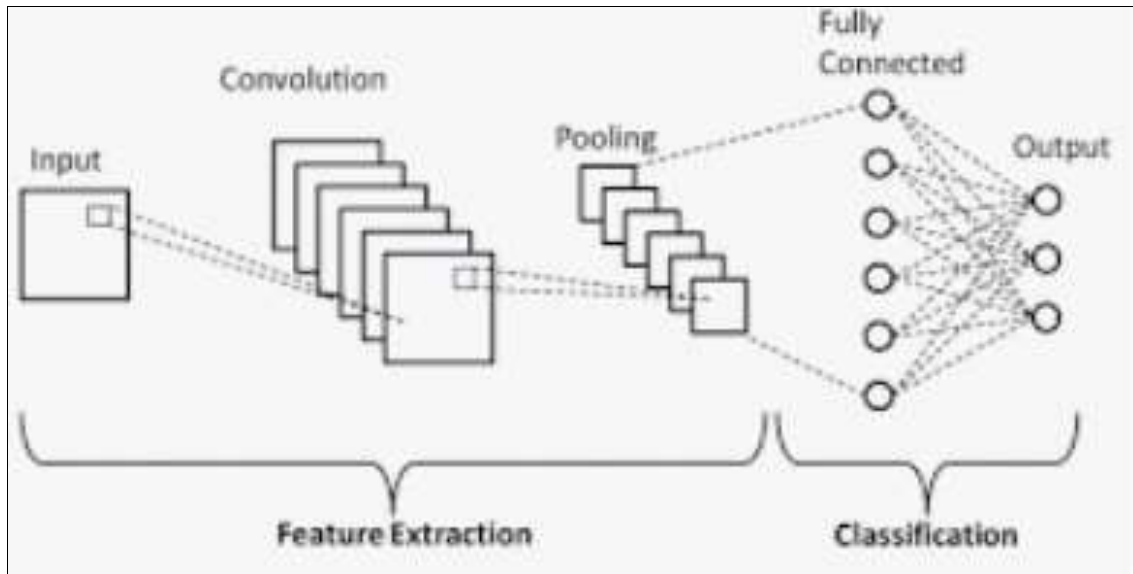 Fully
Connected
Convolution
Pooling
Output
Input
Feature Extraction
Classification